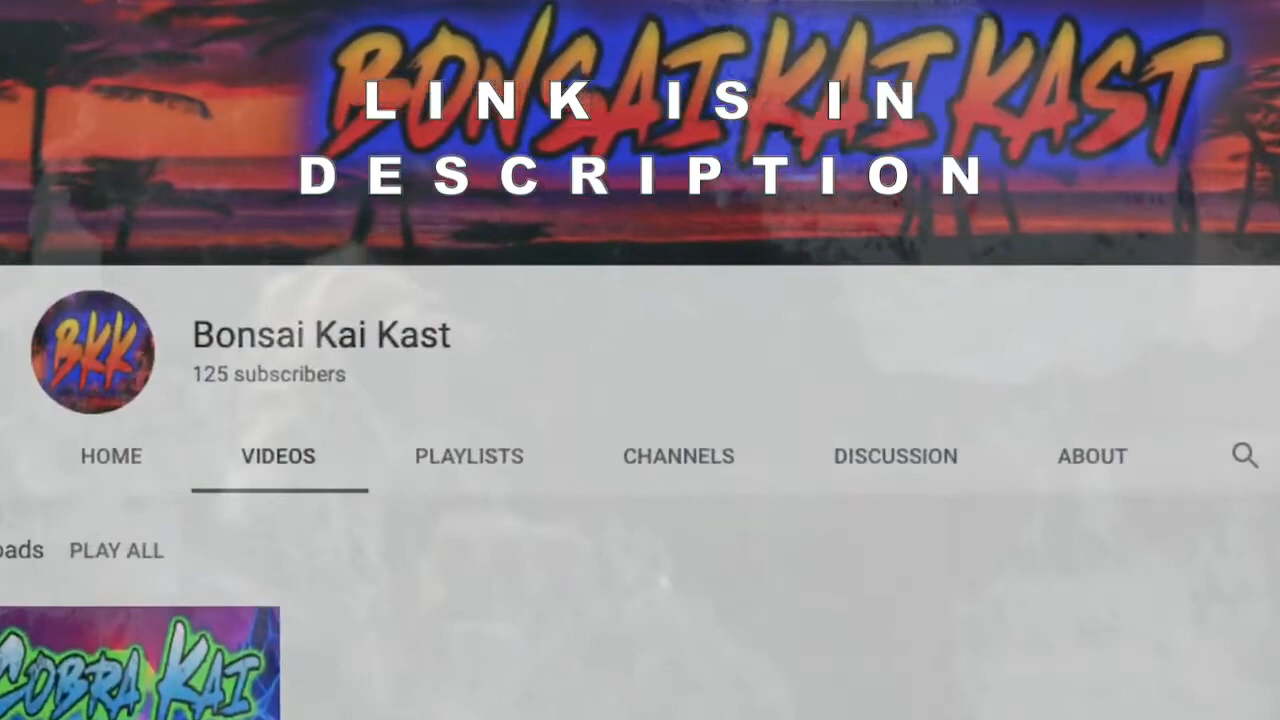 BONSAI KAI KAST
LINK IS IN
DESCRIPTION
BKK
Bonsai Kai Kast
125 subscribers
HOME VIDEOS PLAYLISTS CHANNELS DISCUSSION ABOUT
oads PLAY ALL
COBRA KAI